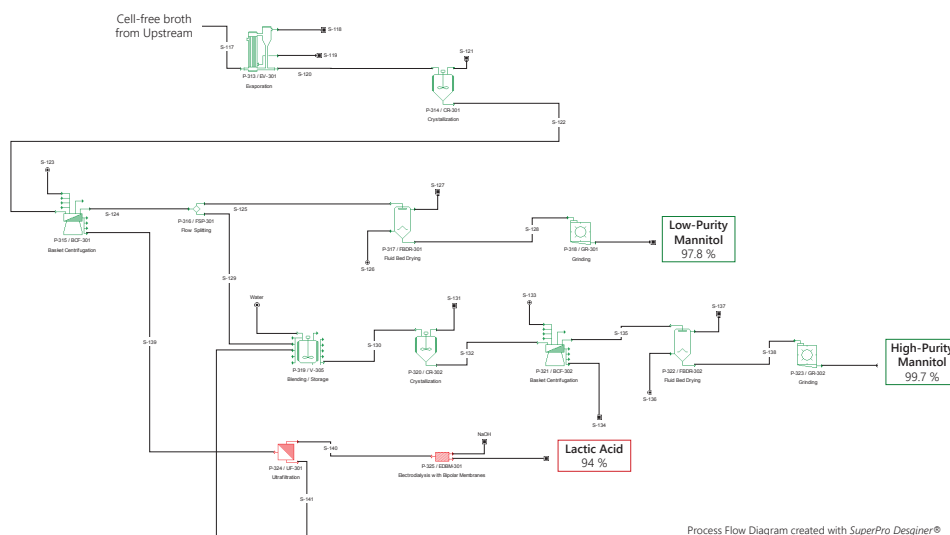 Cell-free broth
from Upstream
S-117
S-118
S-119
S-120
P-313 / EV-301
Evaporation
S-121
P-314 / CR-301
Crystallization
S-122
S-123
S-124
P-315 / BCF-301
Basket Centrifugation
S-125
P-316 / FSP-301
Flow Splitting
S-127
P-317 / FBDR-301
Fluid Bed Drying
S-126
S-128
P-318 / GR-301
Grinding
Low-Purity
Mannitol
97.8 %
S-129
S-139
Water
P-319 / V-305
Blending / Storage
S-130
S-131
P-320 / CR-302
Crystallization
S-132
S-133
P-321 / BCF-302
Basket Centrifugation
S-134
S-135
S-137
P-322 / FBDR-302
Fluid Bed Drying
S-136
S-138
P-323 / GR-302
Grinding
High-Purity
Mannitol
99.7 %
P-324 / UF-301
Ultrafiltration
S-140
S-141
NaOH
P-325 / EDBM-301
Electrodialysis with Bipolar Membranes
Lactic Acid
94 %
Process Flow Diagram created with SuperPro Desginer®